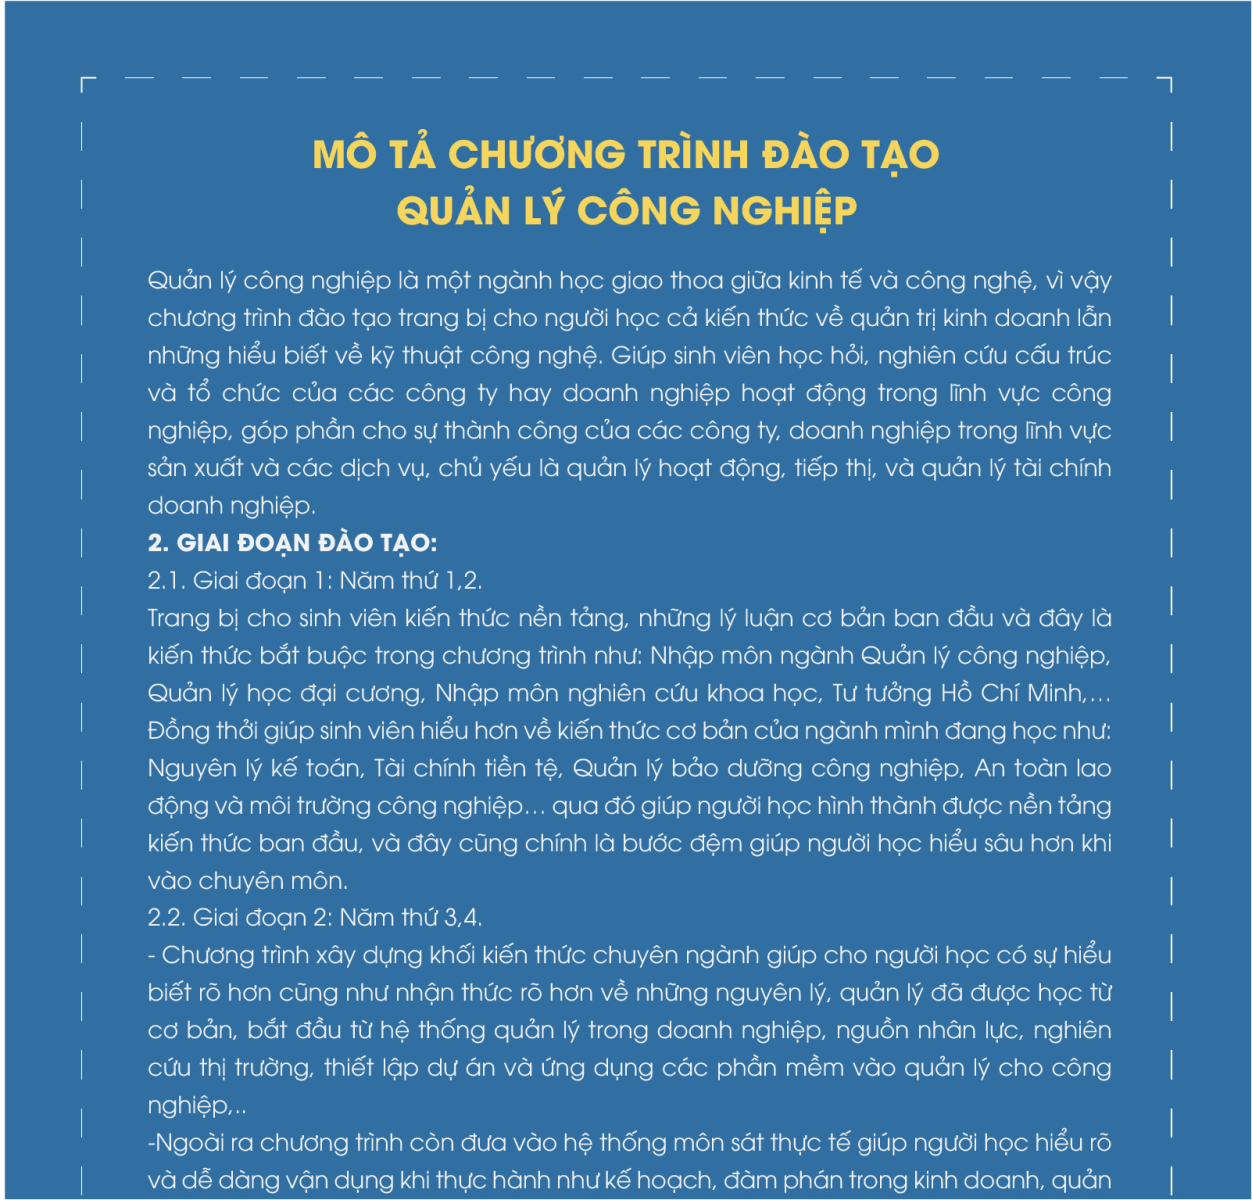 MÔ TẢ CHƯƠNG TRÌNH ĐÀO TẠO
QUẢN LÝ CÔNG NGHIỆP
Quản lý công nghiệp là một ngành học giao thoa giữa kinh tế và công nghệ, vì vậy
chương trình đào tạo trang bị cho người học cả kiến thức về quản trị kinh doanh lẫn
những hiểu biết về kỹ thuật công nghệ. Giúp sinh viên học hỏi, nghiên cứu cấu trúc
và tổ chức của các công ty hay doanh nghiệp hoạt động trong lĩnh vực công
nghiệp, góp phần cho sự thành công của các công ty, doanh nghiệp trong lĩnh vực
sản xuất và các dịch vụ, chủ yếu là quản lý hoạt động, tiếp thị, và quản lý tài chính
doanh nghiệp.
2. GIAI ĐOẠN ĐÀO TẠO:
2.1. Giai đoạn 1: Năm thứ 1,2.
Trang bị cho sinh viên kiến thức nền tảng, những lý luận cơ bản ban đầu và đây là
kiến thức bắt buộc trong chương trình như: Nhập môn ngành Quản lý công nghiệp,
Quản lý học đại cương, Nhập môn nghiên cứu khoa học, Tư tưởng Hồ Chí Minh,...
Đồng thởi giúp sinh viên hiểu hơn về kiến thức cơ bản của ngành mình đang học như:
Nguyên lý kế toán, Tài chính tiền tệ, Quản lý bảo dưỡng công nghiệp, An toàn lao
động và môi trường công nghiệp... qua đó giúp người học hình thành được nền tảng
kiến thức ban đầu, và đây cũng chính là bước đệm giúp người học hiểu sâu hơn khi
vào chuyên môn.
2.2. Giai đoạn 2: Năm thứ 3,4.
- Chương trình xây dựng khối kiến thức chuyên ngành giúp cho người học có sự hiểu
biết rõ hơn cũng như nhận thức rõ hơn về những nguyên lý, quản lý đã được học từ
cơ bản, bắt đầu từ hệ thống quản lý trong doanh nghiệp, nguồn nhân lực, nghiên
cứu thị trường, thiết lập dự án và ứng dụng các phần mềm vào quản lý cho công
nghiệp,..
-Ngoài ra chương trình còn đưa vào hệ thống môn sát thực tế giúp người học hiểu rõ
và dễ dàng vận dụng khi thực hành như kế hoạch, đàm phán trong kinh doanh, quản